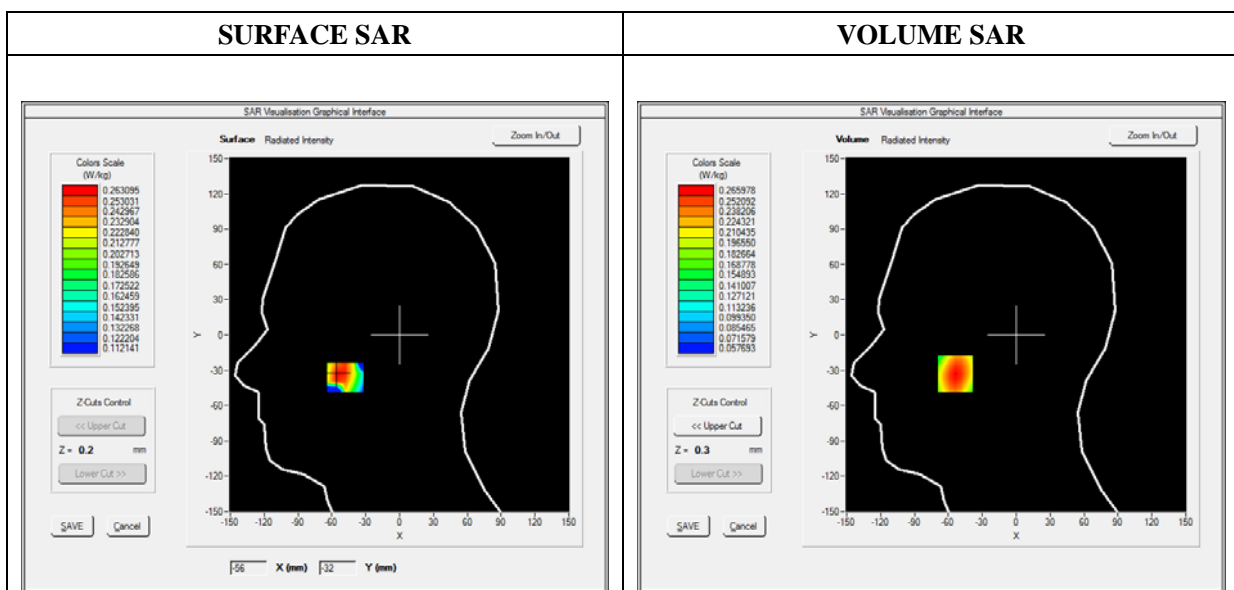 SURFACE SAR
SAR Visualisation Graphical Interface
Surface Radiated Intensity
Zoom In/Out
Colors Scale
(W/kg)
0.263095
0.253031
0.242967
0.232904
0.222840
0.212777
0.202713
0.192649
0.182586
0.172522
0.162459
0.152395
0.142331
0.132268
0.122204
0.112141
Z-Cuts Control
<< Upper Cut
Z = 0.2 mm
Lower Cut >>
SAVE Cancel
150
120
90
60
30
0
-30
-60
-90
-120
-150
Y
-150 -120 -90 -60 -30 0 30 60 90 120 150
X
-56 X (mm) -32 Y (mm)
VOLUME SAR
SAR Visualisation Graphical Interface
Volume Radiated Intensity
Zoom In/Out
Colors Scale
(W/kg)
0.265978
0.252092
0.238206
0.224321
0.210435
0.196550
0.182664
0.168778
0.154893
0.141007
0.127121
0.113236
0.099350
0.085465
0.071579
0.057693
Z-Cuts Control
<< Upper Cut
Z = 0.3 mm
Lower Cut >>
SAVE Cancel
150
120
90
60
30
0
-30
-60
-90
-120
-150
Y
-150 -120 -90 -60 -30 0 30 60 90 120 150
X